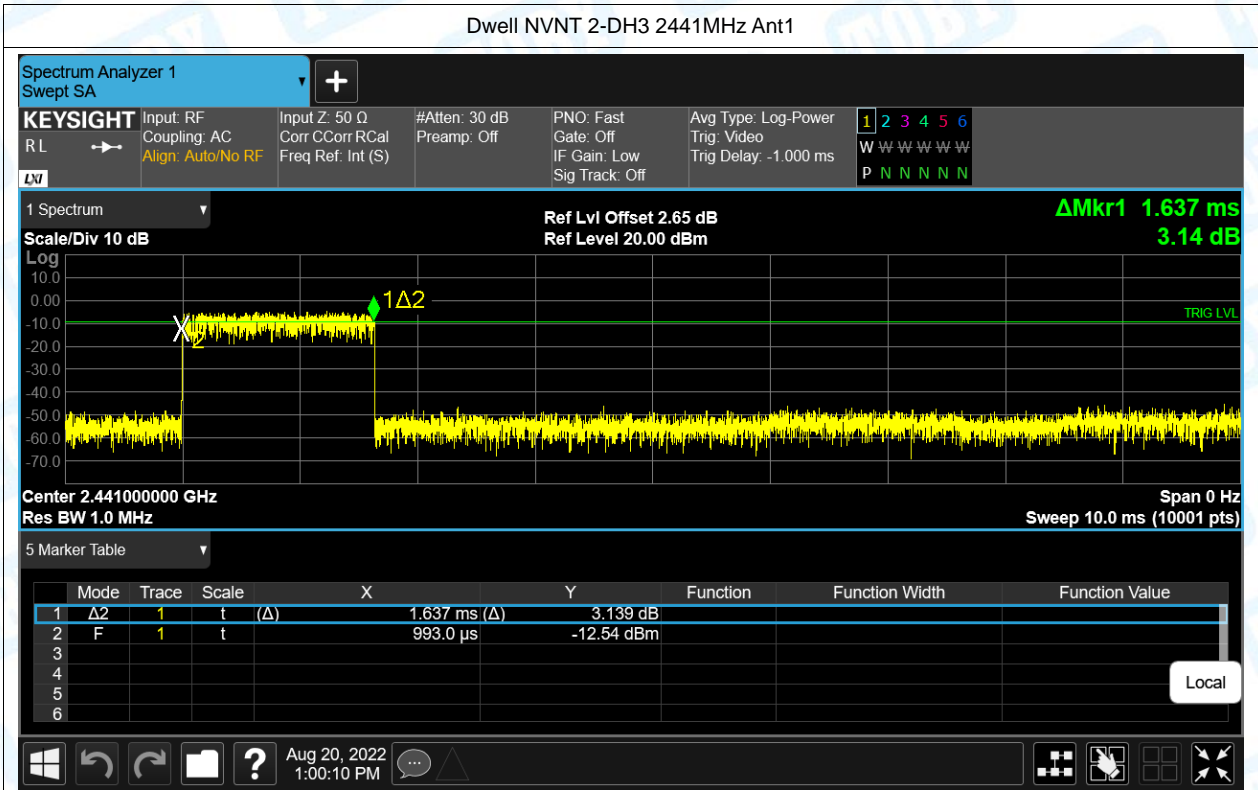 Dwell NVNT 2-DH3 2441MHz Ant1
Spectrum Analyzer 1
Swept SA
KEYSIGHT
RL
LXI
Input: RF
Coupling: AC
Align: Auto/No RF
Input Z: 50 Ω
Corr CCorr RCal
Freq Ref: Int (S)
#Atten: 30 dB
Preamp: Off
PNO: Fast
Gate: Off
IF Gain: Low
Sig Track: Off
Avg Type: Log-Power
Trig: Video
Trig Delay: -1.000 ms
1 2 3 4 5 6
W W W W W W
P N N N N N
1 Spectrum
Scale/Div 10 dB
Ref Lvl Offset 2.65 dB
Ref Level 20.00 dBm
ΔMkr1 1.637 ms
3.14 dB
Log
10.0
0.00
-10.0
-20.0
-30.0
-40.0
-50.0
-60.0
-70.0
1Δ2
2
TRIG LVL
Center 2.441000000 GHz
Span 0 Hz
Res BW 1.0 MHz
Sweep 10.0 ms (10001 pts)
5 Marker Table
Mode Trace Scale X Y Function Function Width Function Value
1 Δ2 1 t (Δ) 1.637 ms (Δ) 3.139 dB
2 F 1 t 993.0 µs -12.54 dBm
3
4
5
6
Local
?
Aug 20, 2022
1:00:10 PM